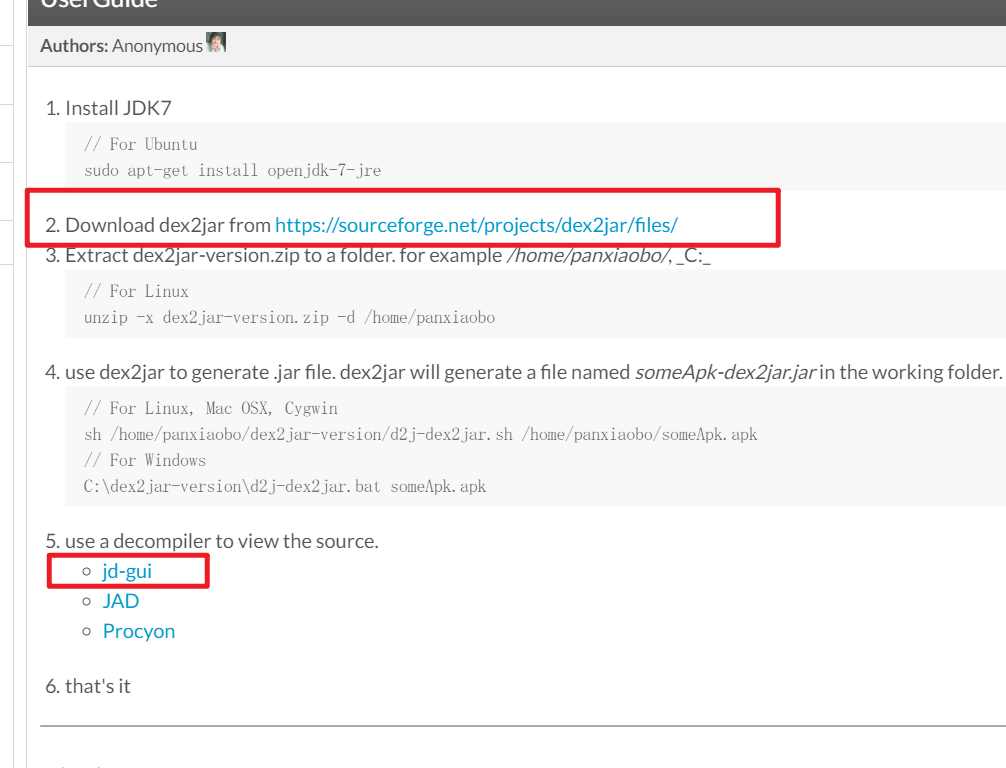 User Guide
Authors: Anonymous
1. Install JDK7
// For Ubuntu
sudo apt-get install openjdk-7-jre
2. Download dex2jar from https://sourceforge.net/projects/dex2jar/files/
3. Extract dex2jar-version.zip to a folder. for example /home/panxiaobo/, _C:_
// For Linux
unzip -x dex2jar-version.zip -d /home/panxiaobo
4. use dex2jar to generate .jar file. dex2jar will generate a file named someApk-dex2jar.jar in the working folder.
// For Linux, Mac OSX, Cygwin
sh /home/panxiaobo/dex2jar-version/d2j-dex2jar.sh /home/panxiaobo/someApk.apk
// For Windows
C:\dex2jar-version\d2j-dex2jar.bat someApk.apk
5. use a decompiler to view the source.
jd-gui
JAD
Procyon
6. that's it